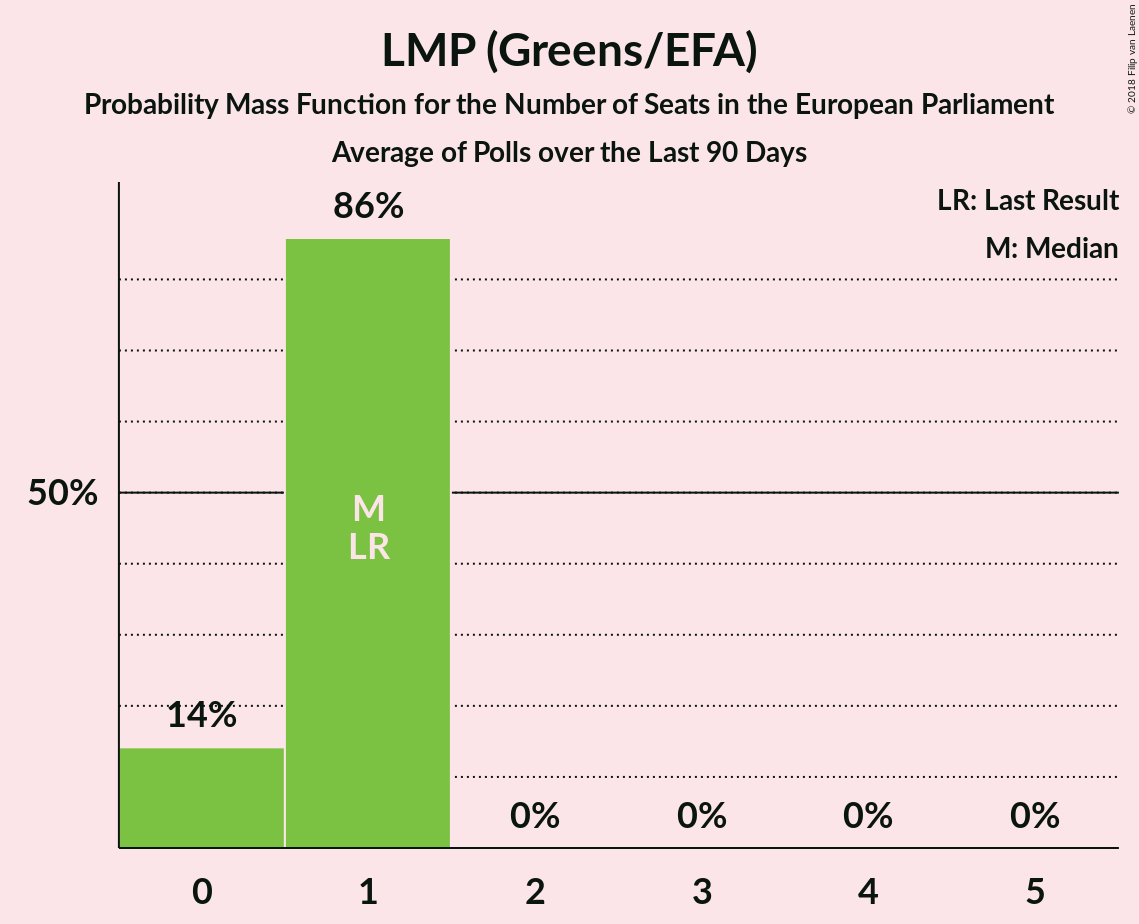 LMP (Greens/EFA)
Probability Mass Function for the Number of Seats in the European Parliament
Average of Polls over the Last 90 Days
© 2018 Filip van Laenen
LR: Last Result
M: Median
86%
50%
M
LR
14%
0% 0% 0% 0%
0 1 2 3 4 5